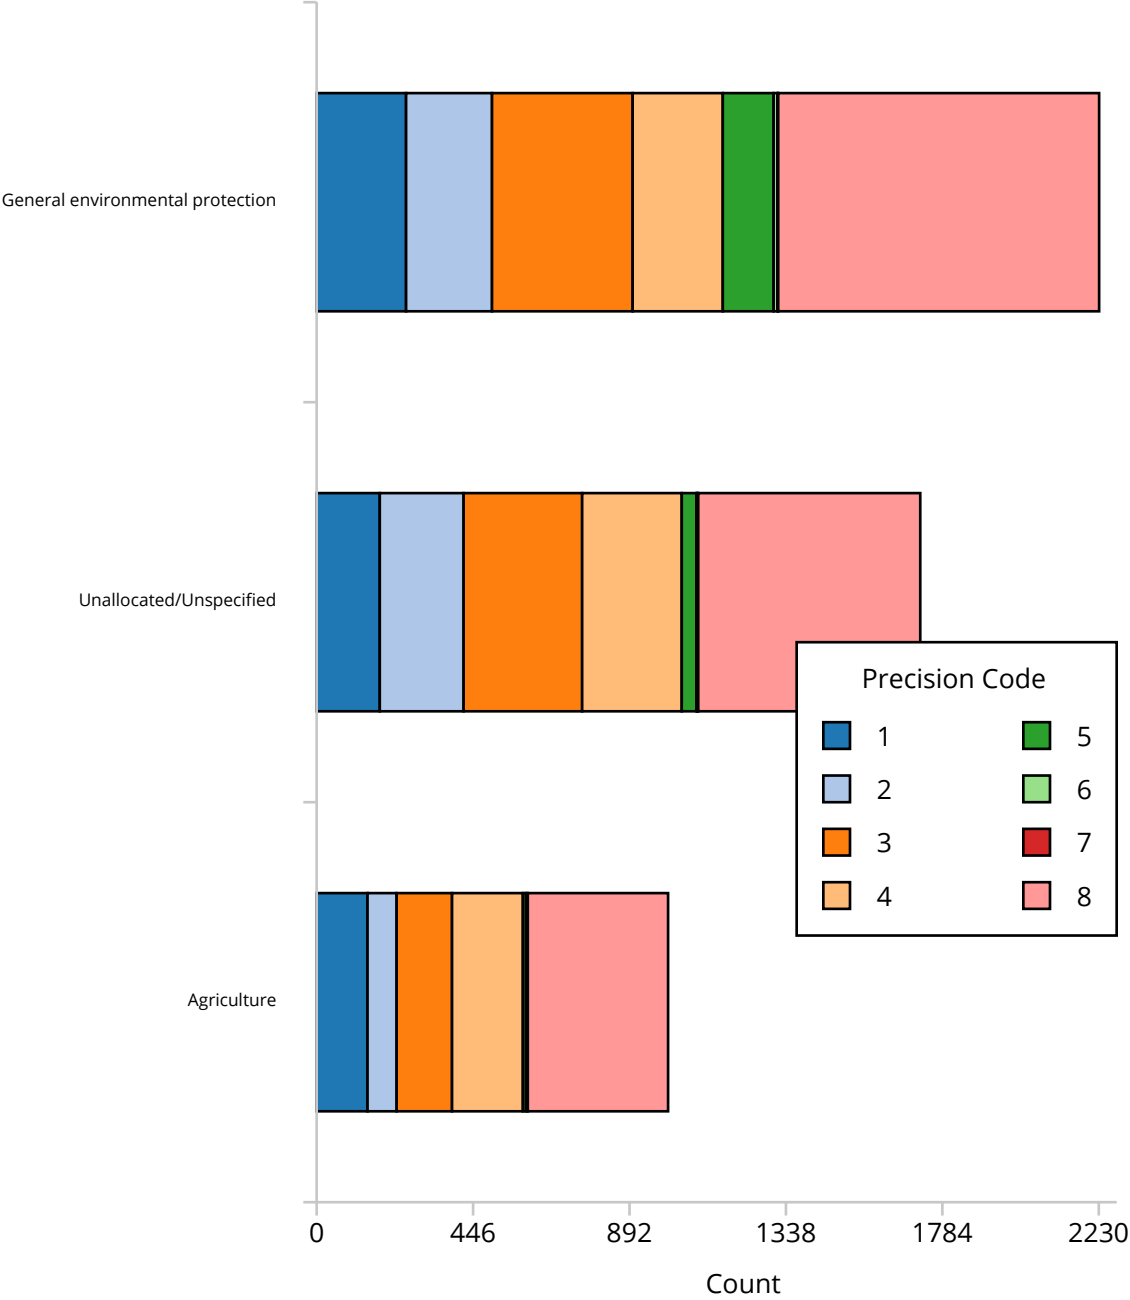 General environmental protection
Unallocated/Unspecified
Precision Code
1 5
2 6
3 7
4 8
Agriculture
0 446 892 1338 1784 2230
Count